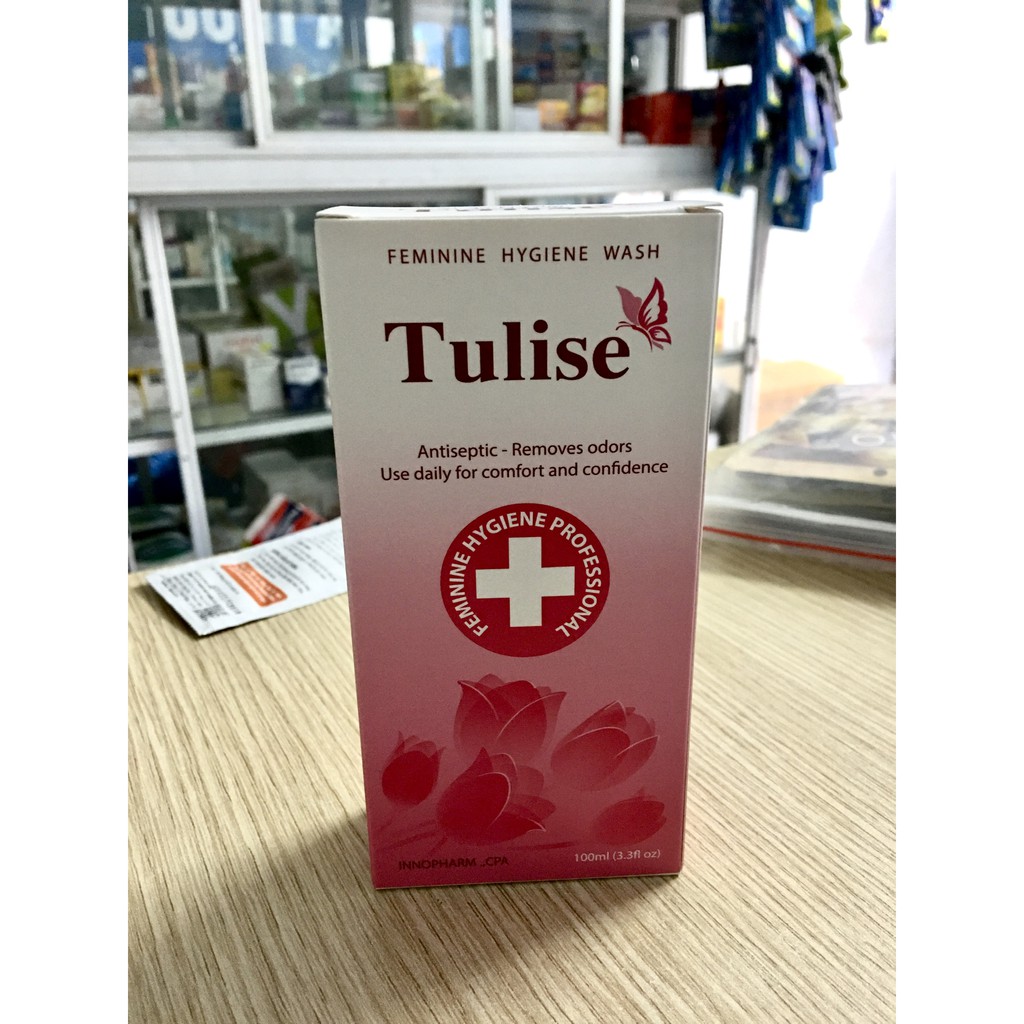 FEMININE HYGIENE WASH
Tulise
Antiseptic - Removes odors
Use daily for comfort and confidence
FEMININE HYGIENE PROFESSIONAL
INNOPHARM .,CPA
100ml (3.3fl oz)